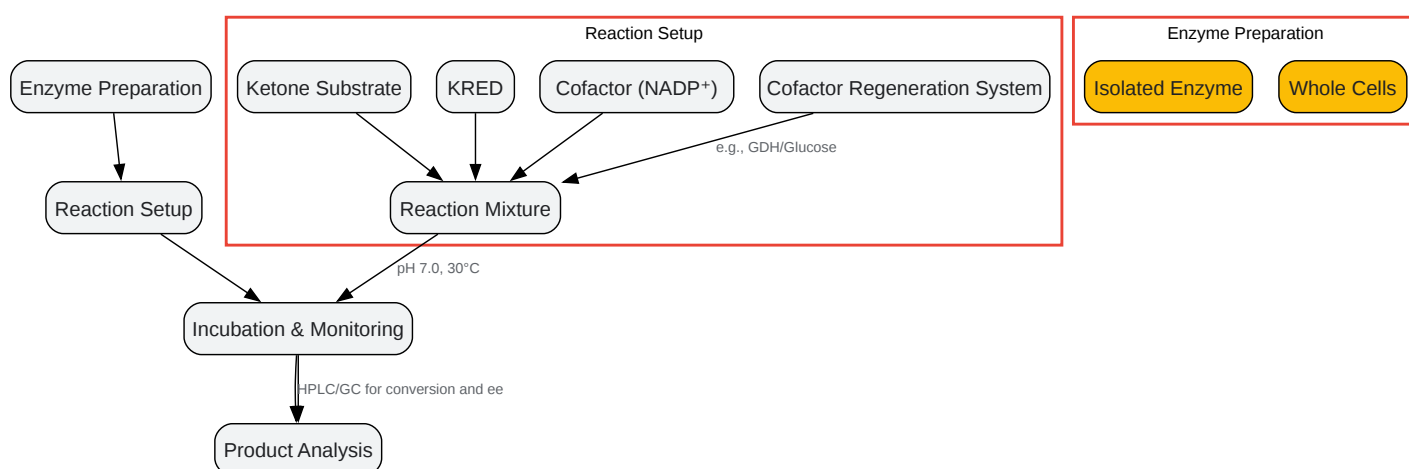 Reaction Setup
Enzyme Preparation
Enzyme Preparation
Ketone Substrate
KRED
Cofactor (NADP⁺)
Cofactor Regeneration System
Isolated Enzyme
Whole Cells
e.g., GDH/Glucose
Reaction Setup
Reaction Mixture
pH 7.0, 30°C
Incubation & Monitoring
HPLC/GC for conversion and ee
Product Analysis